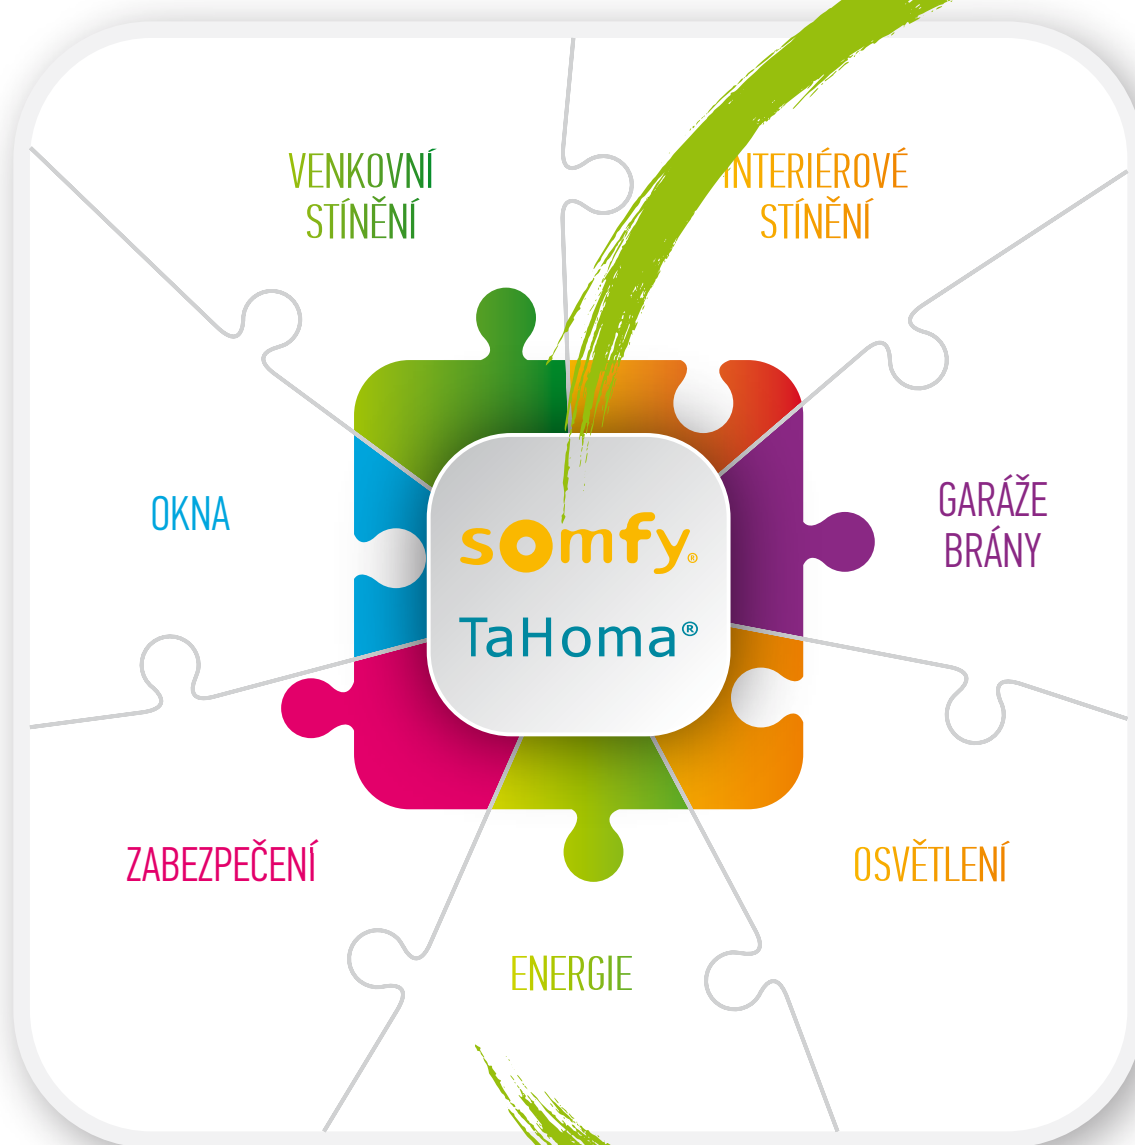 VENKOVNÍ
STÍNĚNÍ
INTERIÉROVÉ
STÍNĚNÍ
OKNA
GARÁŽE
BRÁNY
somfy®
TaHoma®
ZABEZPEČENÍ
OSVĚTLENÍ
ENERGIE